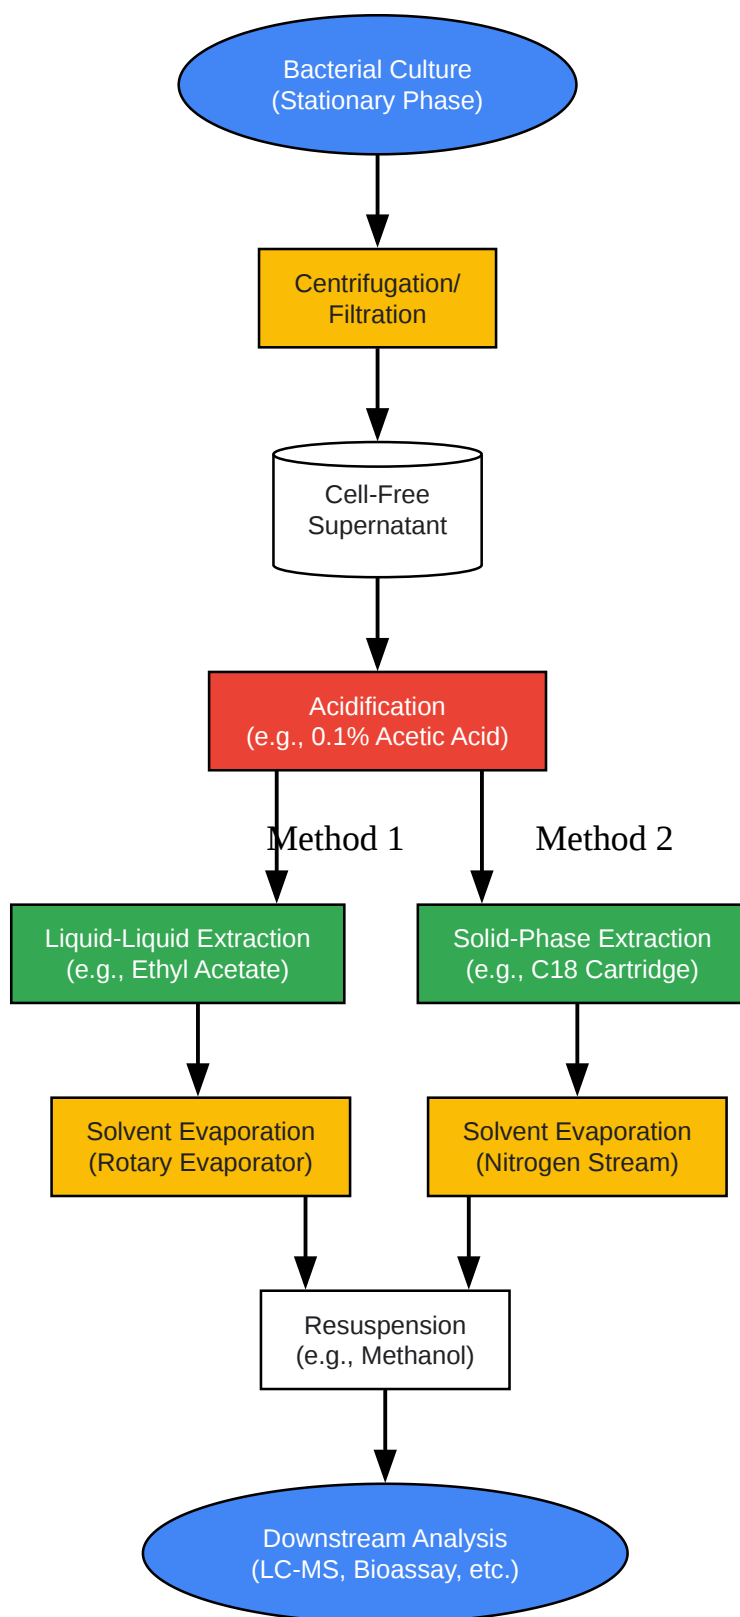 Bacterial Culture
(Stationary Phase)
Centrifugation/
Filtration
Cell-Free
Supernatant
Acidification
(e.g., 0.1% Acetic Acid)
Method 1
Method 2
Liquid-Liquid Extraction
(e.g., Ethyl Acetate)
Solid-Phase Extraction
(e.g., C18 Cartridge)
Solvent Evaporation
(Rotary Evaporator)
Solvent Evaporation
(Nitrogen Stream)
Resuspension
(e.g., Methanol)
Downstream Analysis
(LC-MS, Bioassay, etc.)